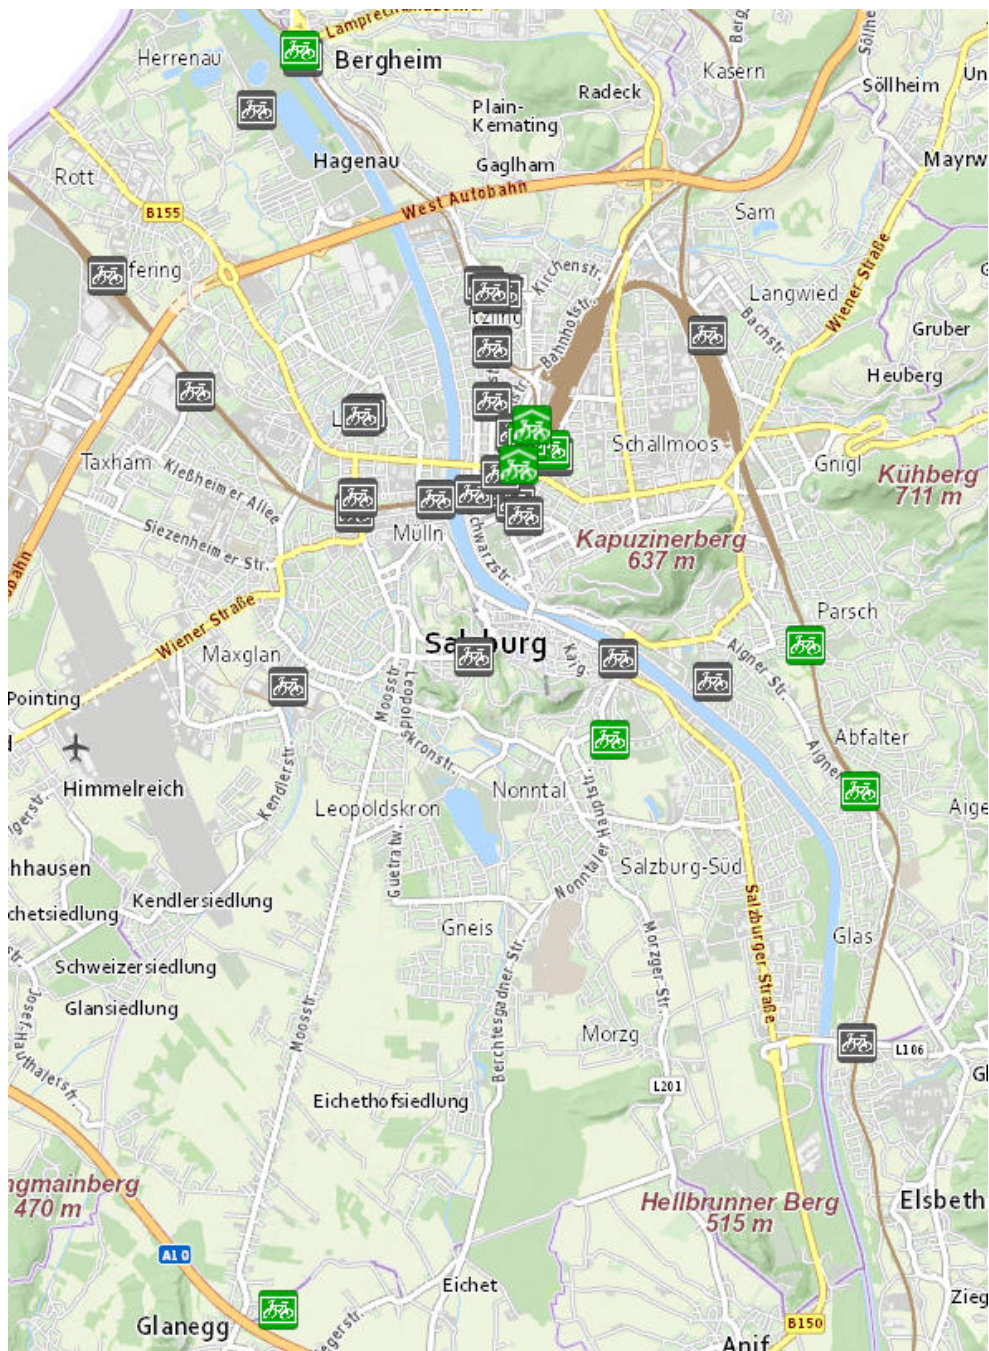 Herrenau
Bergheim
Kasern
Radeck
Söllheim
Plain-
Kemating
Hagenau
Gaglham
Mayrw
Rott
West Autobahn
B155
Sam
Wiener Straße
Kirchenstr.
Langwied
Bahnhofstr.
Bachstr.
Gruber
Heuberg
Schallmoos
Taxham
Gnigl
Kühberg
711 m
Kleßheimer Allee
Siezenheimer Str.
Mülln
Kapuzinerberg
637 m
Wiener Straße
Parsch
Maxglan
Aigner Str.
Pointing
Abfalter
Himmelreich
Nonntal
Leopoldskron
Kendlerstr.
Salzburg-Süd
hhausen
Guetratw.
Nonntaler Hauptstr.
Kendlersiedlung
chetsiedlung
Gneis
Salzburger Straße
Glas
Schweizersiedlung
Glansiedlung
Berchtesgadner Str.
Morzger Str.
Moosstr.
Morzg
L106
L201
Eichethofsiedlung
ngmainberg
470 m
Hellbrunner Berg
515 m
Elsbeth
A10
Eichet
Zieg
Glanegg
B150
Anif